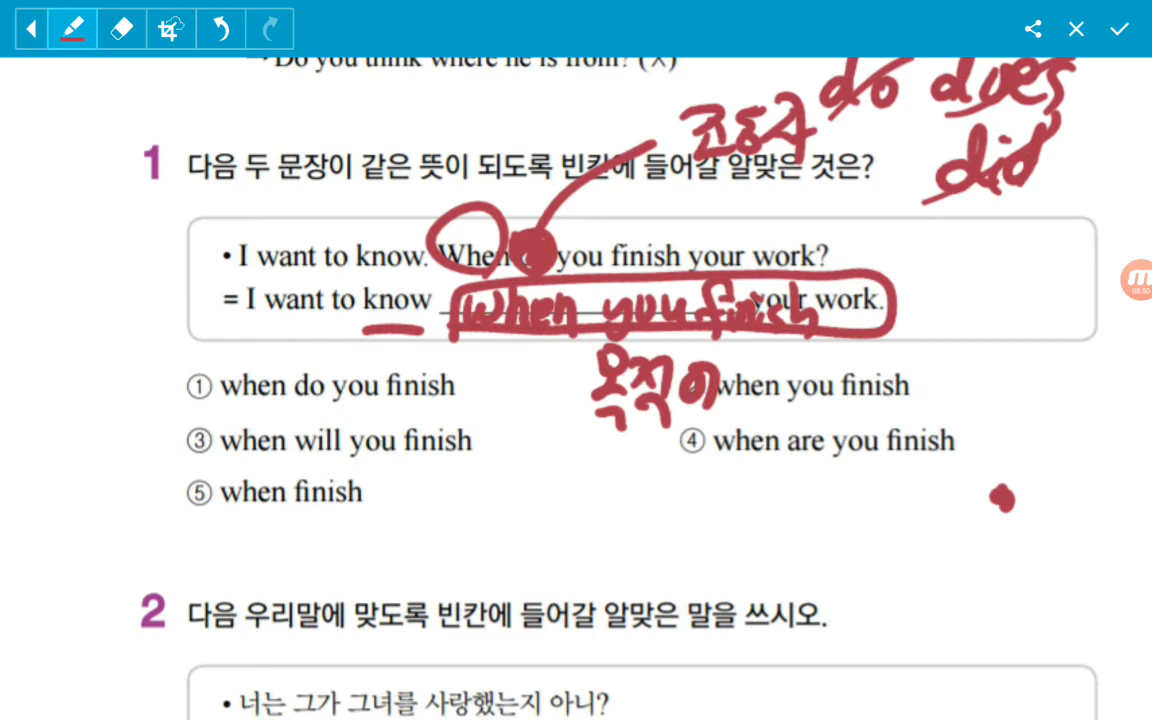 Do you think where he is from? (X)
조동사 do does
did
1 다음 두 문장이 같은 뜻이 되도록 빈칸에 들어갈 알맞은 것은?
• I want to know. When you finish your work?
= I want to know when you finish your work.
목적어
① when do you finish
when you finish
③ when will you finish
④ when are you finish
⑤ when finish
2 다음 우리말에 맞도록 빈칸에 들어갈 알맞은 말을 쓰시오.
• 너는 그가 그녀를 사랑했는지 아니?